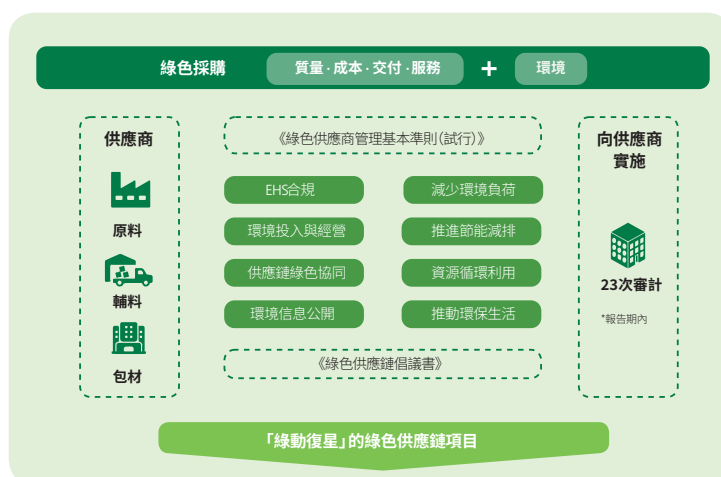 綠色採購 質量·成本·交付·服務 + 環境
供應商
原料
輔料
包材
《綠色供應商管理基本準則(試行)》
EHS合規 減少環境負荷
環境投入與經營 推進節能減排
供應鏈綠色協同 資源循環利用
環境信息公開 推動環保生活
《綠色供應鏈倡議書》
向供應商
實施
23次審計
*報告期內
「綠動復星」的綠色供應鏈項目